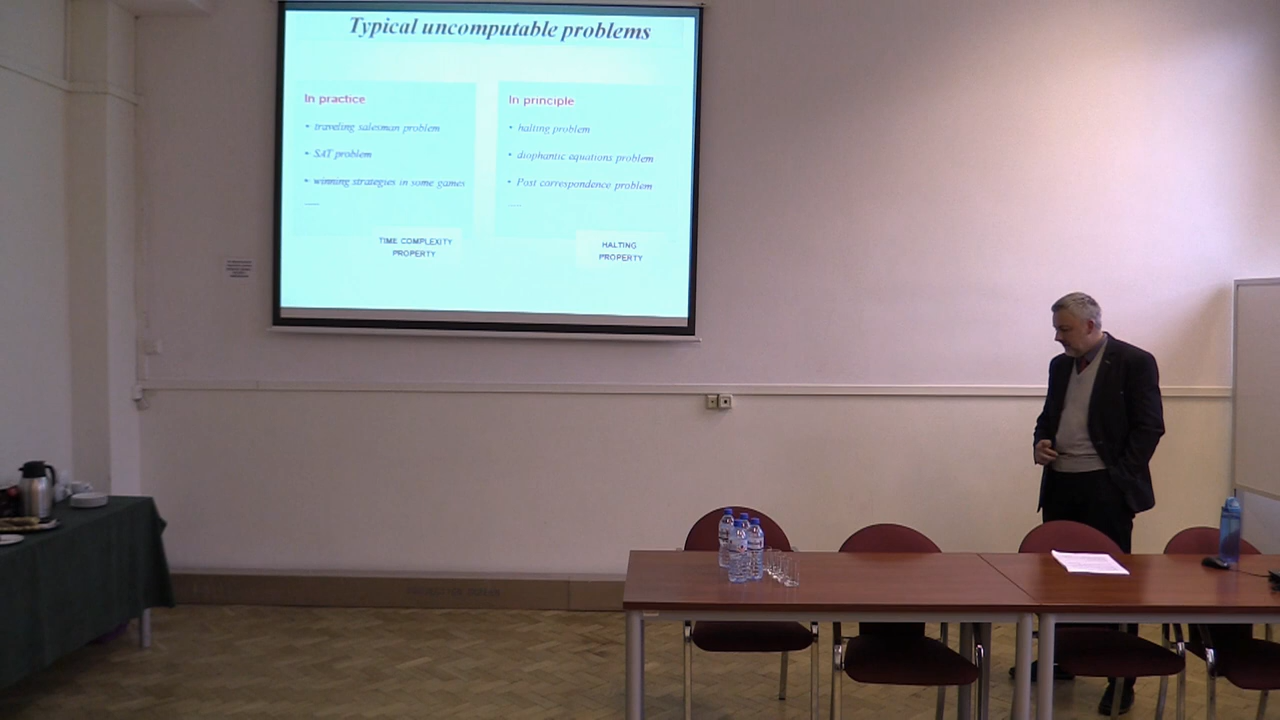 Typical uncomputable problems
In practice
• traveling salesman problem
• SAT problem
• winning strategies in some games
.....
TIME COMPLEXITY
PROPERTY
In principle
• halting problem
• diophantic equations problem
• Post correspondence problem
.....
HALTING
PROPERTY